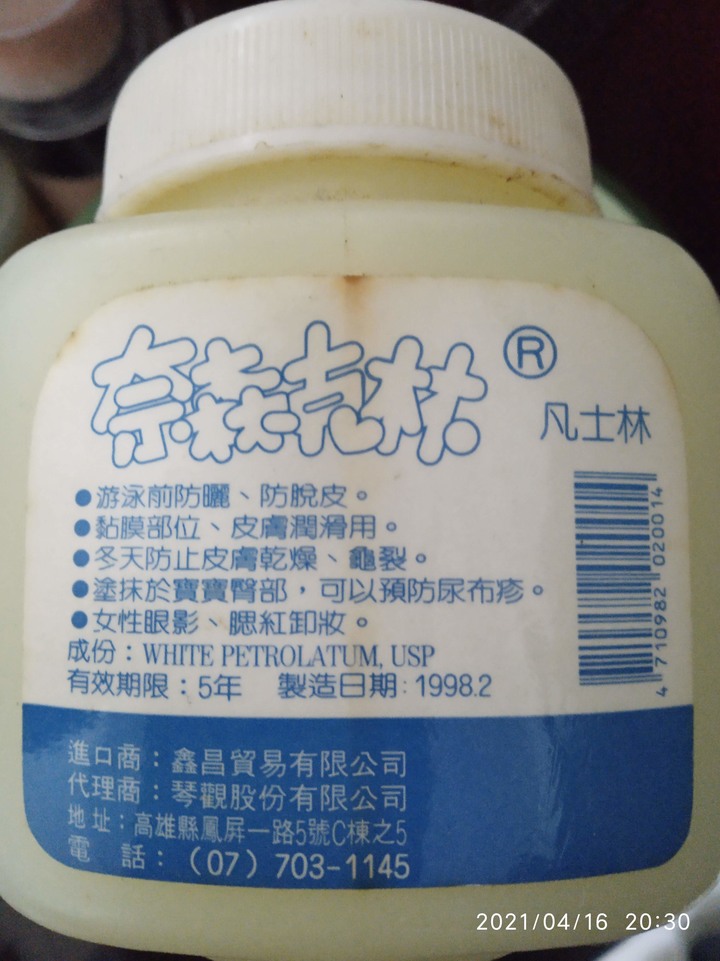 奈森克林®
凡士林
●游泳前防曬、防脫皮。
●黏膜部位、皮膚潤滑用。
●冬天防止皮膚乾燥、龜裂。
●塗抹於寶寶臀部，可以預防尿布疹。
●女性眼影、腮紅卸妝。
成份：WHITE PETROLATUM, USP
有效期限：5年 製造日期:1998.2
4 710982 020014
進口商：鑫昌貿易有限公司
代理商：琴觀股份有限公司
地址：高雄縣鳳屏一路5號C棟之5
電 話：（07）703-1145
2021/04/16 20:30